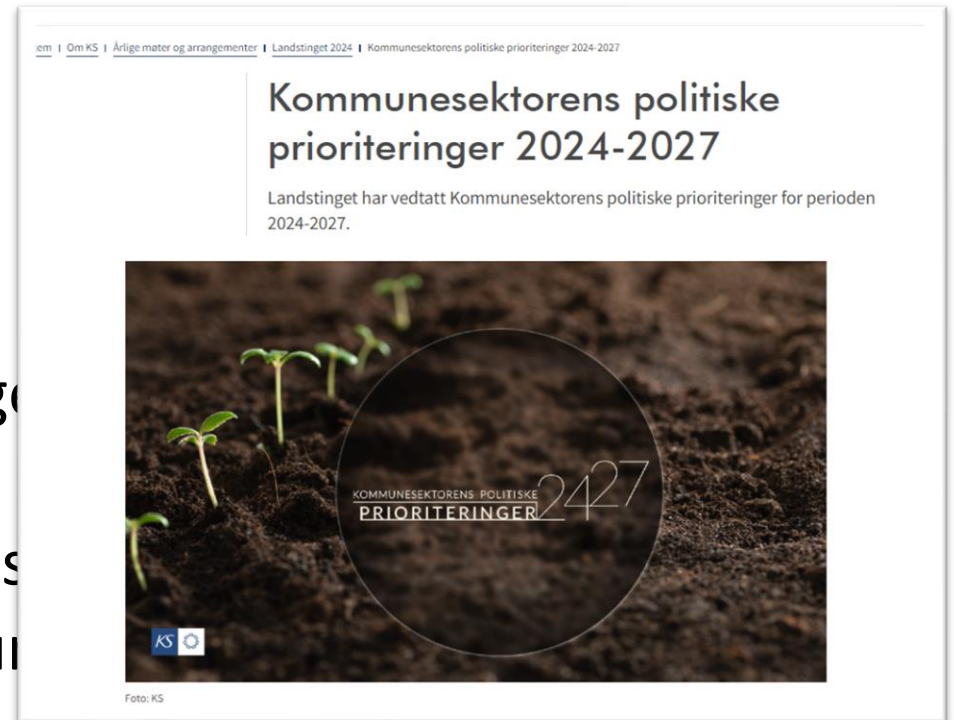 Om KS | Årlige møter og arrangementer | Landstinget 2024 | Kommunesektorens politiske prioriteringer 2024-2027
Kommunesektorens politiske
prioriteringer 2024-2027
Landstinget har vedtatt Kommunesektorens politiske prioriteringer for perioden
2024-2027.
KOMMUNESEKTORENS POLITISKE
PRIORITERINGER 2427
KS
Foto: KS